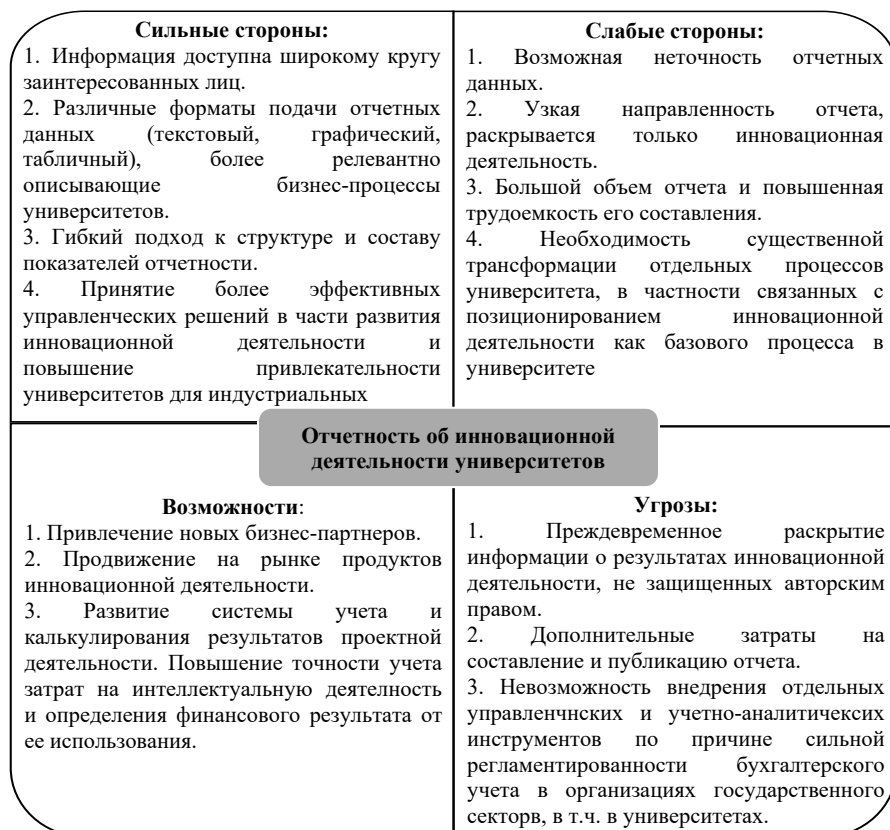 Сильные стороны:
1. Информация доступна широкому кругу
заинтересованных лиц.
2. Различные форматы подачи отчетных
данных (текстовый, графический,
табличный), более релевантно
описывающие бизнес-процессы
университетов.
3. Гибкий подход к структуре и составу
показателей отчетности.
4. Принятие более эффективных
управленческих решений в части развития
инновационной деятельности и
повышение привлекательности
университетов для индустриальных
Слабые стороны:
1. Возможная неточность отчетных
данных.
2. Узкая направленность отчета,
раскрывается только инновационная
деятельность.
3. Большой объем отчета и повышенная
трудоемкость его составления.
4. Необходимость существенной
трансформации отдельных процессов
университета, в частности связанных с
позиционированием инновационной
деятельности как базового процесса в
университете
Отчетность об инновационной
деятельности университетов
Возможности:
1. Привлечение новых бизнес-партнеров.
2. Продвижение на рынке продуктов
инновационной деятельности.
3. Развитие системы учета и
калькулирования результатов проектной
деятельности. Повышение точности учета
затрат на интеллектуальную деятелность
и определения финансового результата от
ее использования.
Угрозы:
1. Преждевременное раскрытие
информации о результатах инновационной
деятельности, не защищенных авторским
правом.
2. Дополнительные затраты на
составление и публикацию отчета.
3. Невозможность внедрения отдельных
управленчнских и учетно-аналитичексих
инструментов по причине сильной
регламентированности бухгалтерского
учета в организациях государственного
секторв, в т.ч. в университетах.